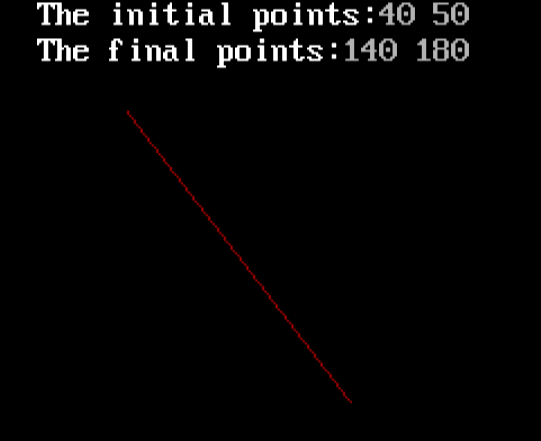 The initial points:40 50
The final points:140 180